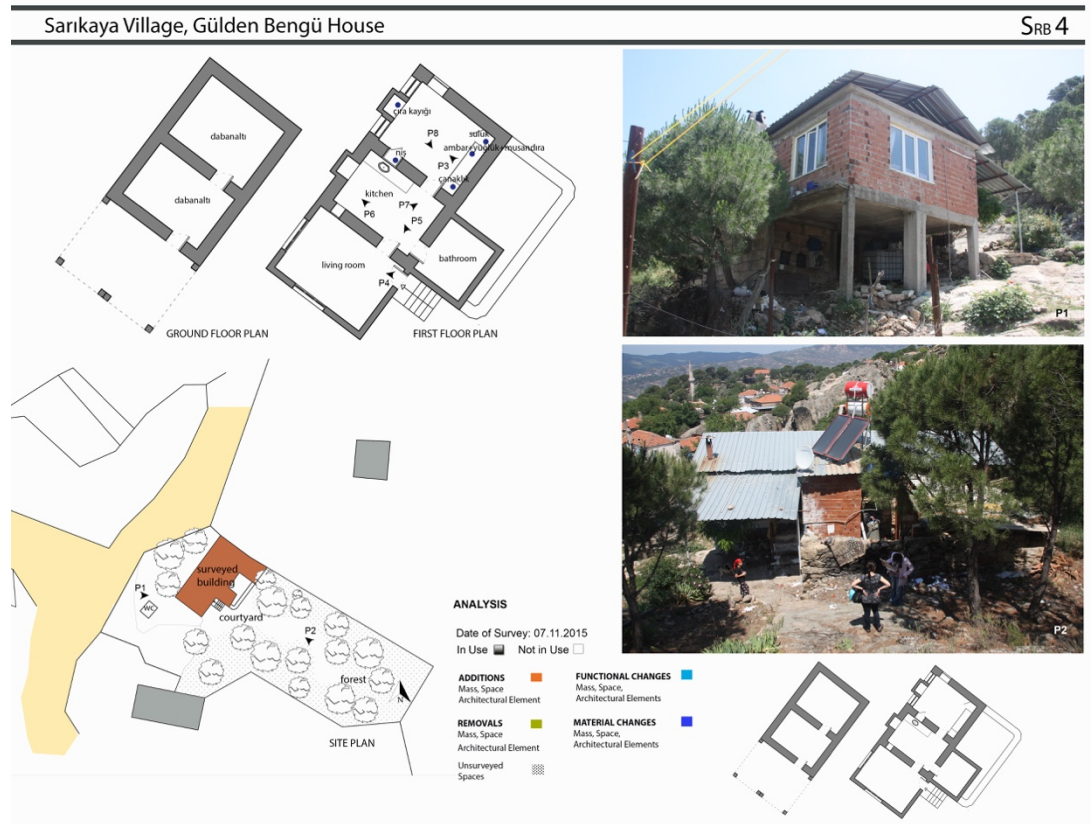 Sarıkaya Village, Gülden Bengü House
SRB 4
dabanaltı
dabanaltı
GROUND FLOOR PLAN
çıra kayığı
P8
suluk
ambar+yüklük+musandıra
niş
P3
çanaklık
kitchen
P7
P6
P5
living room
bathroom
P4
FIRST FLOOR PLAN
P1
P2
surveyed
building
P1
WC
courtyard
P2
forest
N
SITE PLAN
ANALYSIS
Date of Survey: 07.11.2015
In Use
Not in Use
ADDITIONS
Mass, Space
Architectural Element
FUNCTIONAL CHANGES
Mass, Space,
Architectural Elements
REMOVALS
Mass, Space
Architectural Element
MATERIAL CHANGES
Mass, Space,
Architectural Elements
Unsurveyed
Spaces